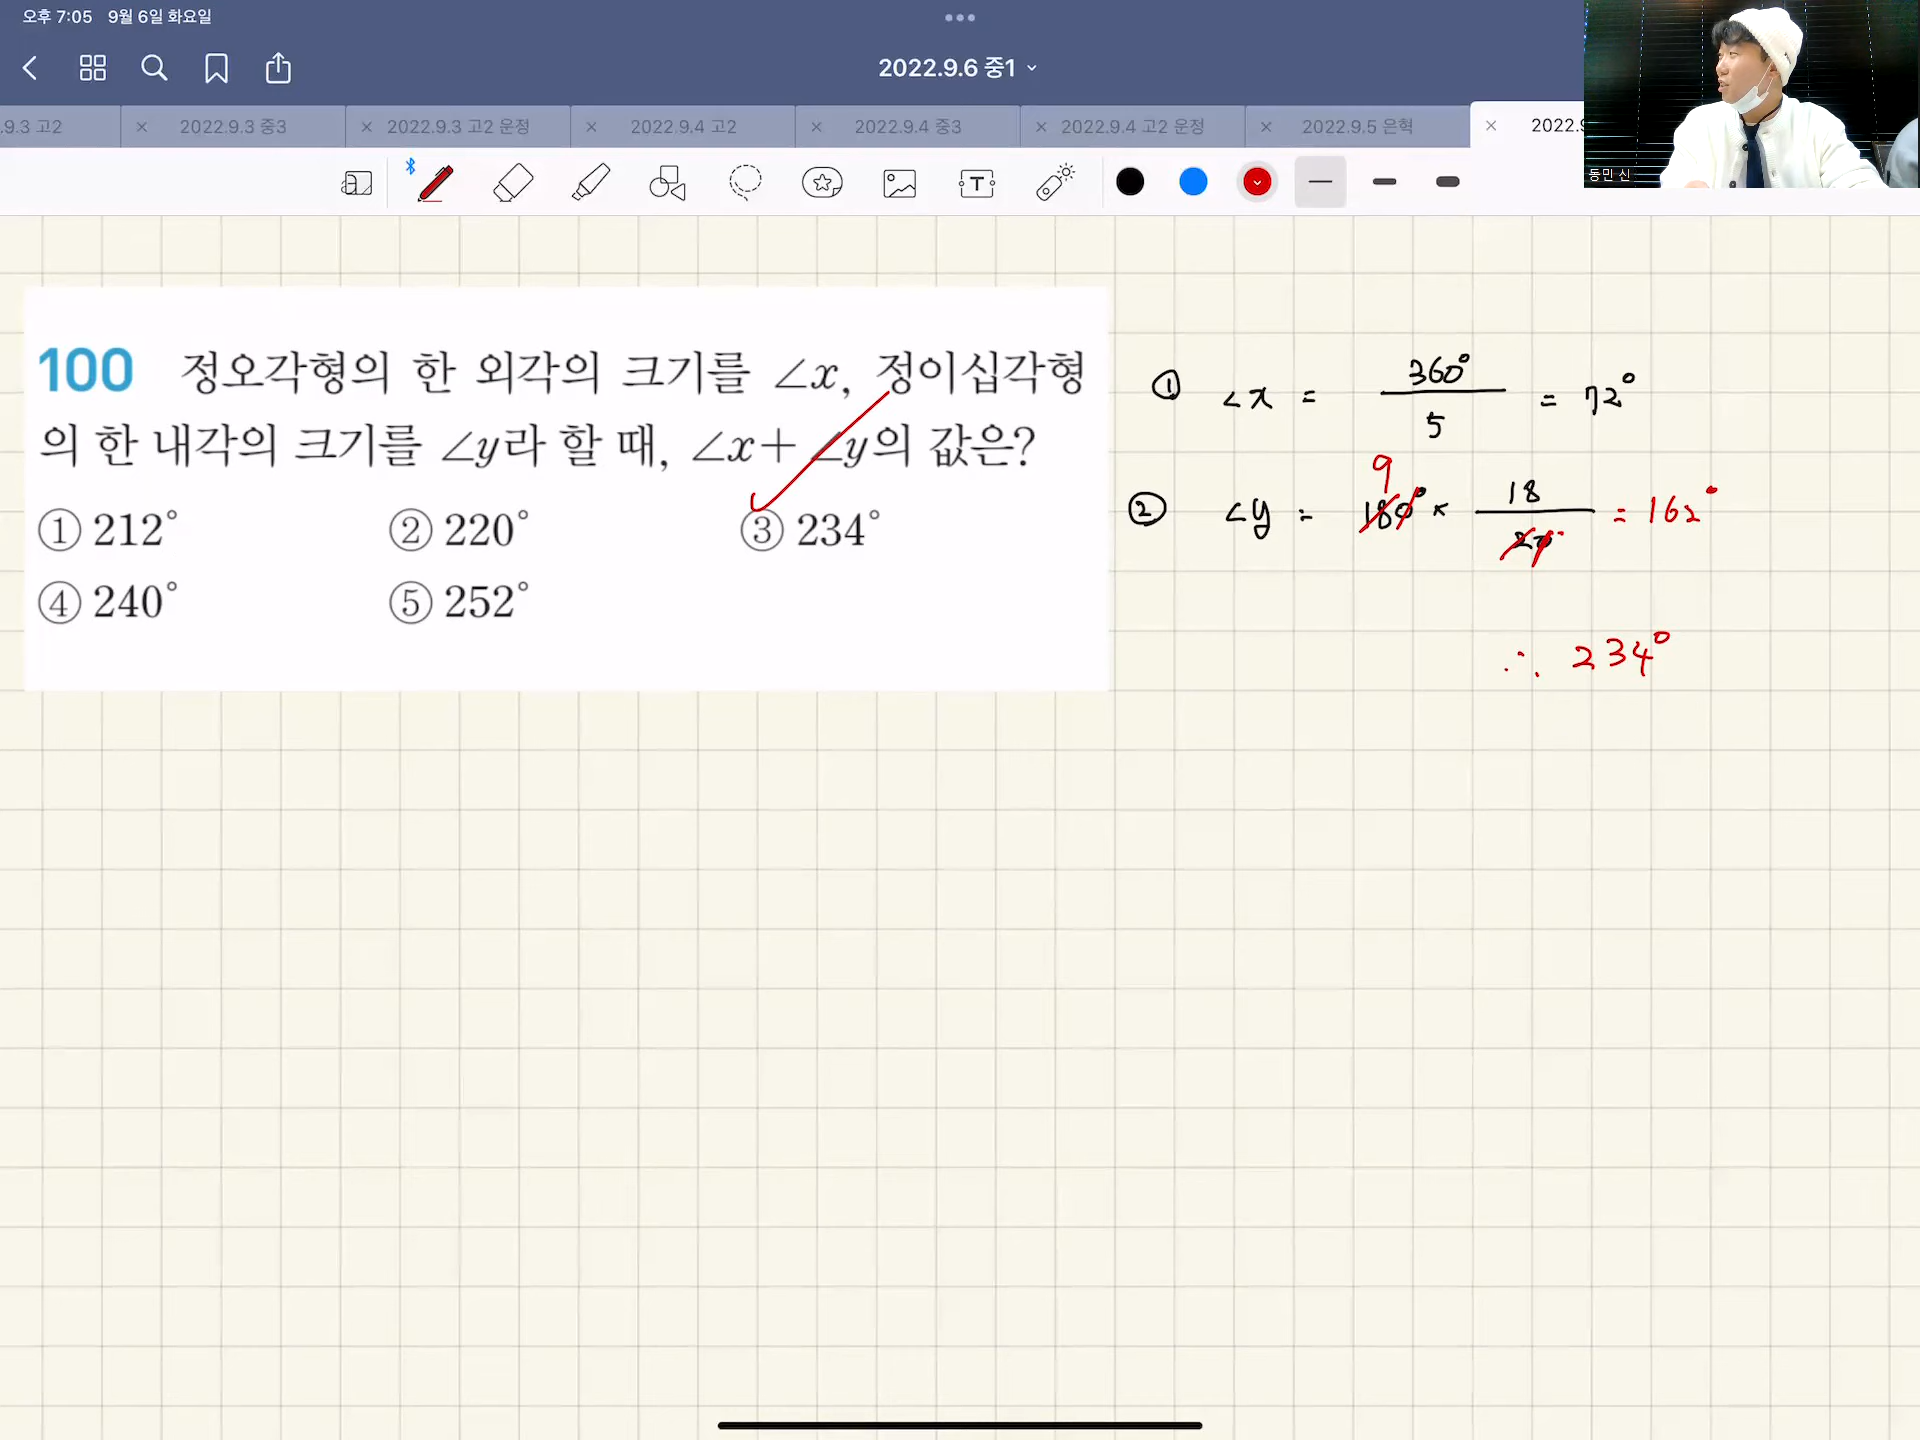 오후 7:05 9월 6일 화요일
2022.9.6 중1
.9.3 고2
2022.9.3 중3
2022.9.3 고2 운정
2022.9.4 고2
2022.9.4 중3
2022.9.4 고2 운정
2022.9.5 은혁
2022.9
동민 신
100 정오각형의 한 외각의 크기를 ∠x, 정이십각형
의 한 내각의 크기를 ∠y라 할 때, ∠x+∠y의 값은?
① 212° ② 220° ③ 234°
④ 240° ⑤ 252°
① ∠x = 360°/5 = 72°
9
② ∠y = 180° × 18/20 = 162°
∴ 234°